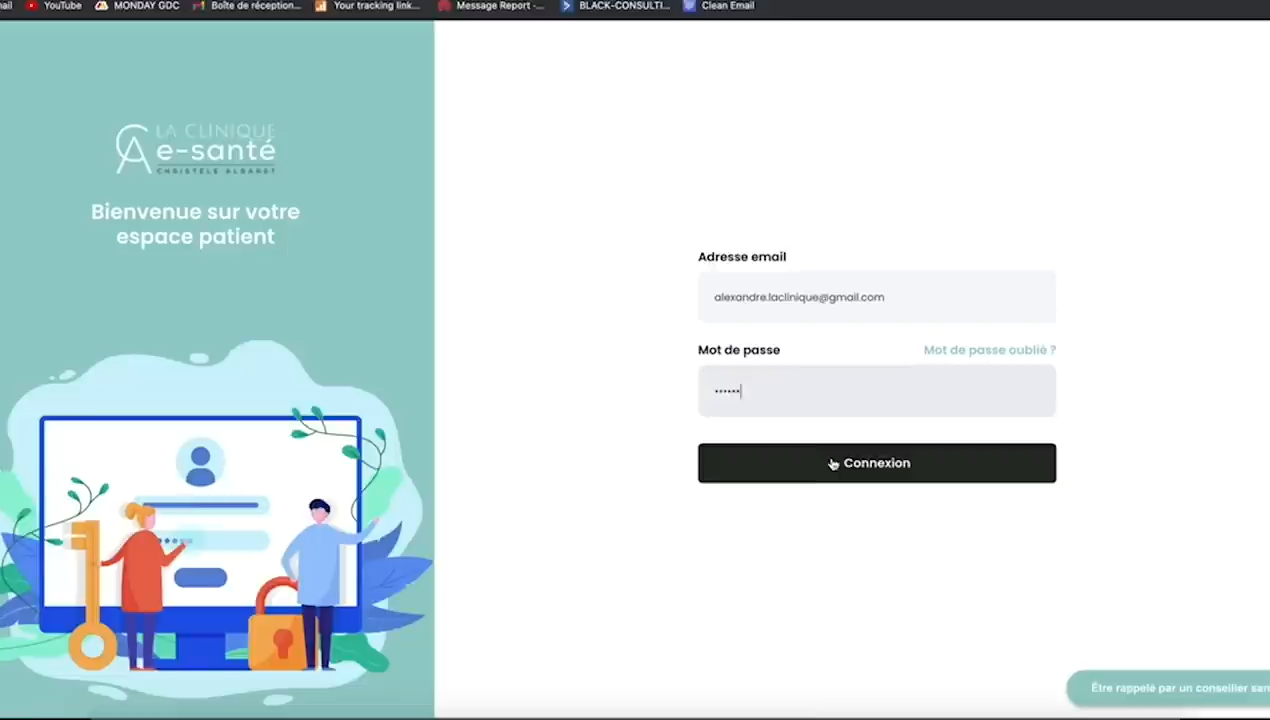 YouTube
MONDAY GDC
Boîte de réception...
Your tracking link...
Message Report -...
BLACK-CONSULTI...
Clean Email
LA CLINIQUE
e-santé
CHRISTÈLE ALBARET
Bienvenue sur votre
espace patient
Adresse email
alexandre.laclinique@gmail.com
Mot de passe
Mot de passe oublié ?
Connexion
Être rappelé par un conseiller